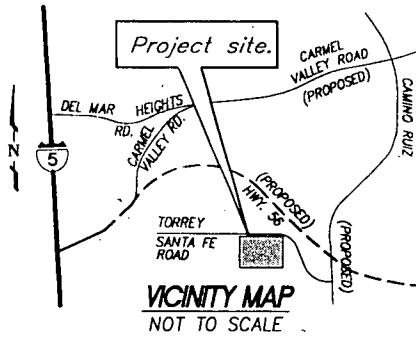 Project site.
CARMEL
VALLEY ROAD
(PROPOSED)
CAMINO RUIZ
DEL MAR HEIGHTS
RD.
CARMEL
VALLEY RD.
N
5
(PROPOSED)
HWY. 56
TORREY
SANTA FE
ROAD
(PROPOSED)
VICINITY MAP
NOT TO SCALE